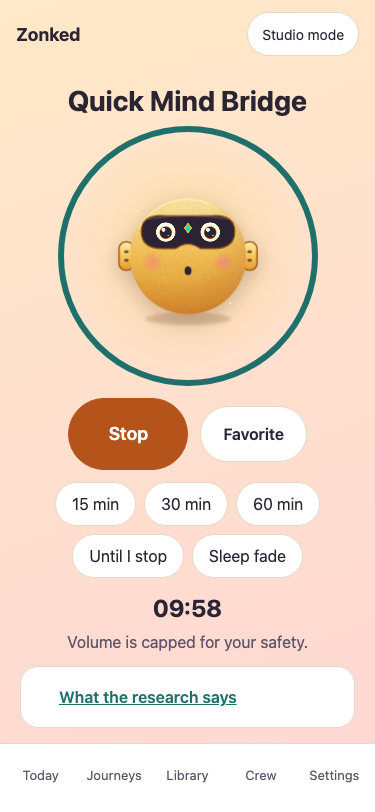 Zonked
Studio mode
Quick Mind Bridge
Stop
Favorite
15 min
30 min
60 min
Until I stop
Sleep fade
09:58
Volume is capped for your safety.
What the research says
Today
Journeys
Library
Crew
Settings